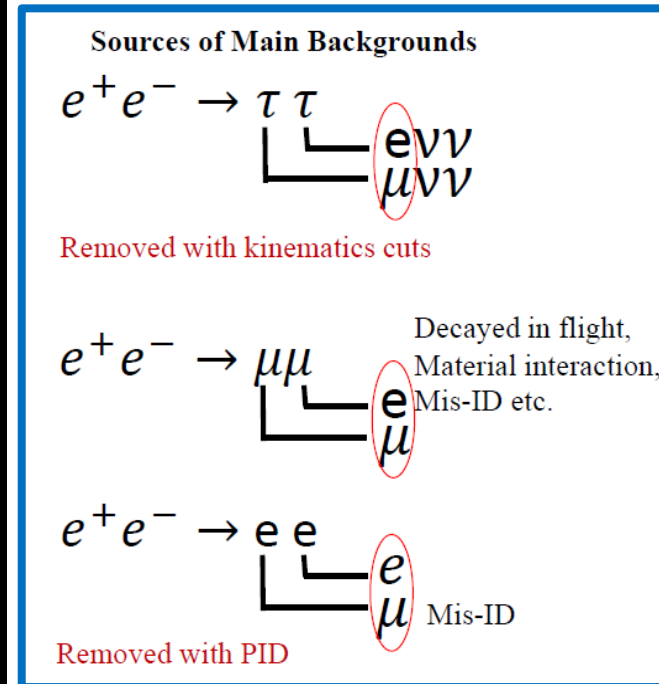 Sources of Main Backgrounds
e⁺e⁻ → τ τ
eνν
μνν
Removed with kinematics cuts
Decayed in flight,
e⁺e⁻ → μμ Material interaction,
e Mis-ID etc.
μ
e⁺e⁻ → e e
e
μ Mis-ID
Removed with PID